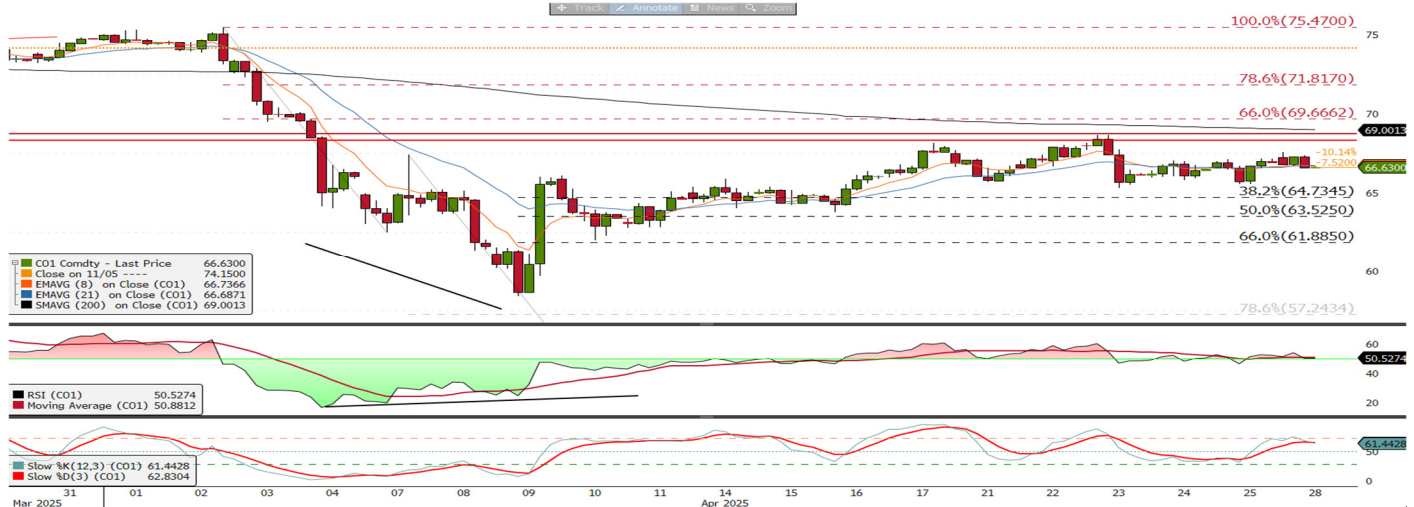 Track Annotate News Zoom
100.0%(75.4700)
75
78.6%(71.8170)
70
66.0%(69.6662)
69.0013
-10.14%
-7.5200
66.6300
65
38.2%(64.7345)
50.0%(63.5250)
66.0%(61.8850)
60
78.6%(57.2434)
CO1 Comdty - Last Price 66.6300
Close on 11/05 ---- 74.1500
EMAVG (8) on Close (CO1) 66.7366
EMAVG (21) on Close (CO1) 66.6871
SMAVG (200) on Close (CO1) 69.0013
60
50.5274
40
20
RSI (CO1) 50.5274
Moving Average (CO1) 50.8812
61.4428
50
0
Slow %K(12,3) (CO1) 61.4428
Slow %D(3) (CO1) 62.8304
31 01 02 03 04 07 08 09 10 11 14 15 16 17 21 22 23 24 25 28
Mar 2025 Apr 2025